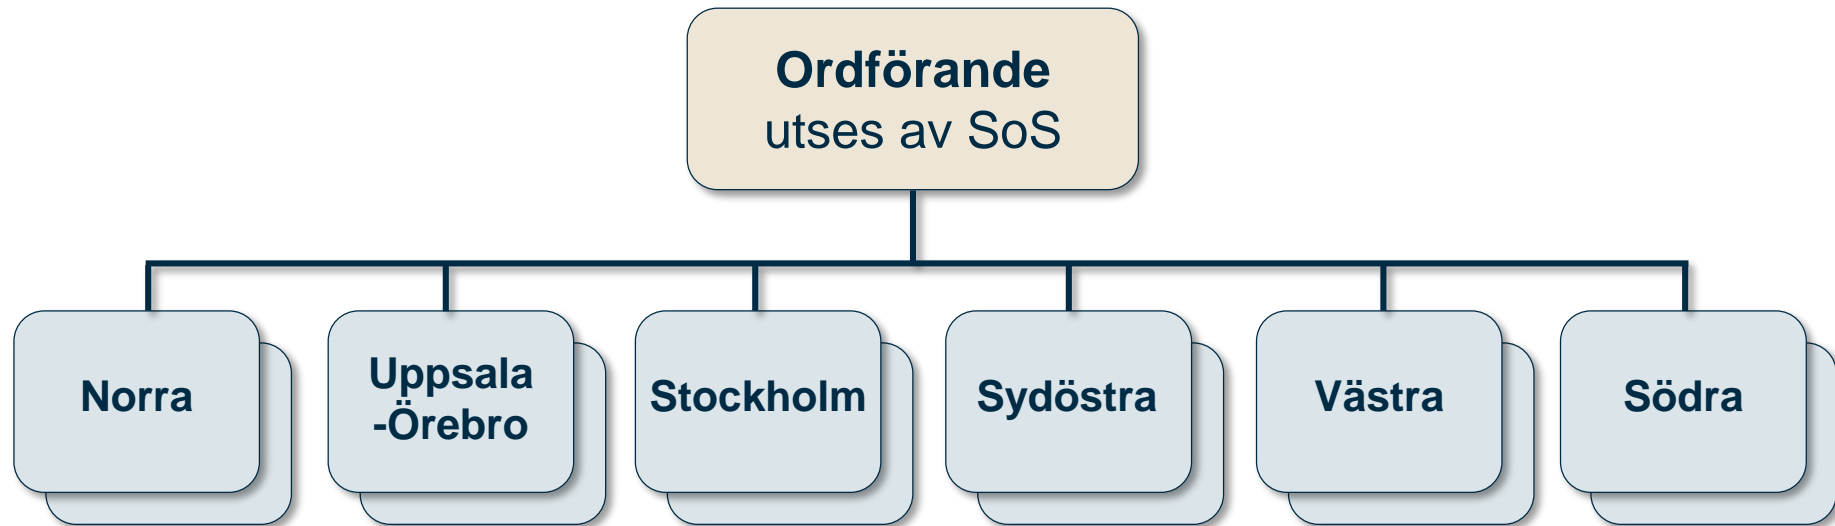 Ordförande
utses av SoS
Norra
Uppsala
-Örebro
Stockholm
Sydöstra
Västra
Södra